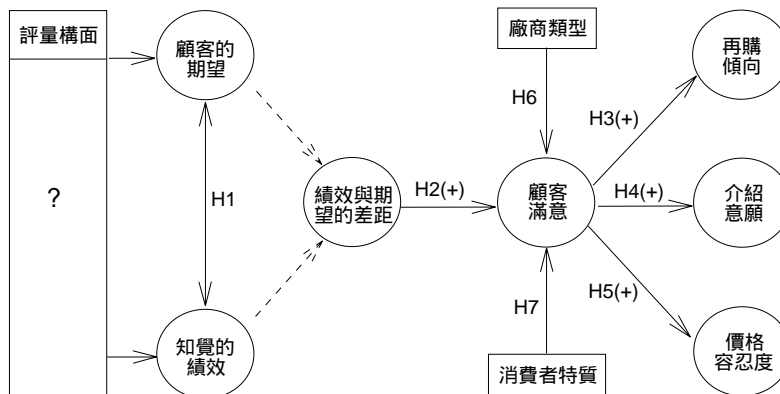 評量構面
?
顧客的
期望
H1
知覺的
績效
績效與期
望的差距
H2(+)
廠商類型
H6
顧客
滿意
H7
消費者特質
H3(+)
H4(+)
H5(+)
再購
傾向
介紹
意願
價格
容忍度